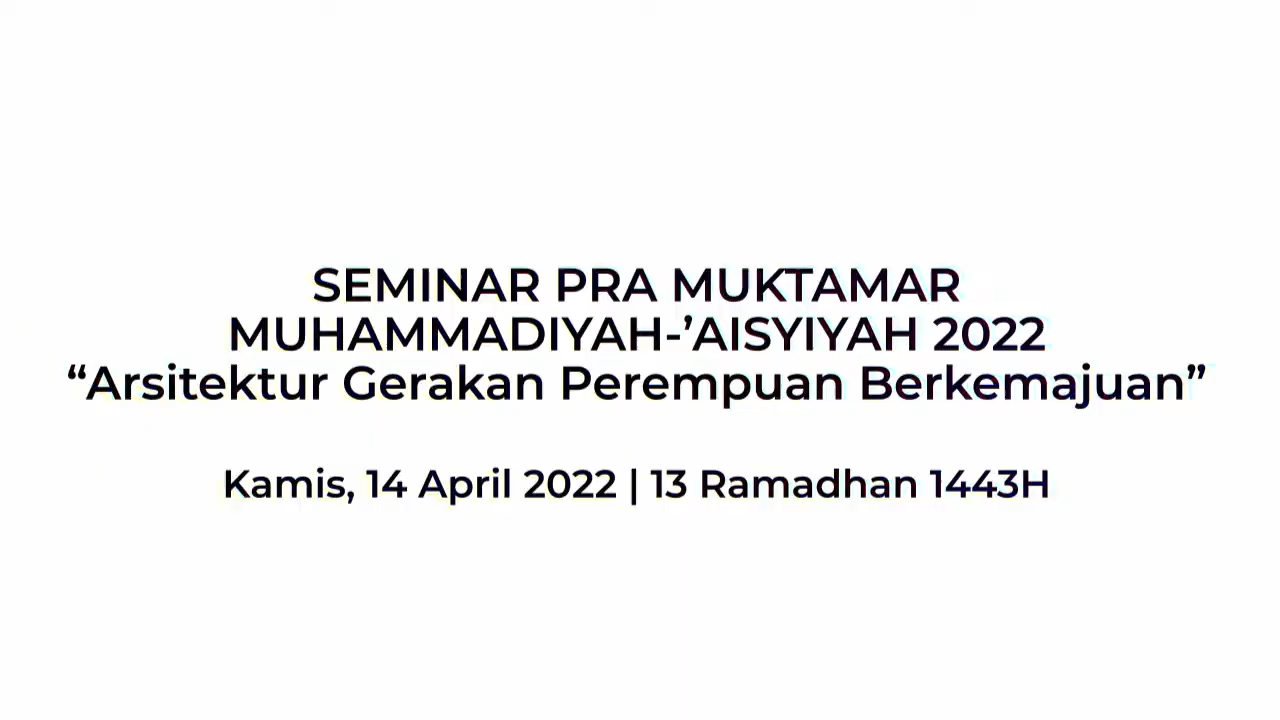 SEMINAR PRA MUKTAMAR
MUHAMMADIYAH-’AISYIYAH 2022
“Arsitektur Gerakan Perempuan Berkemajuan”
Kamis, 14 April 2022 | 13 Ramadhan 1443H